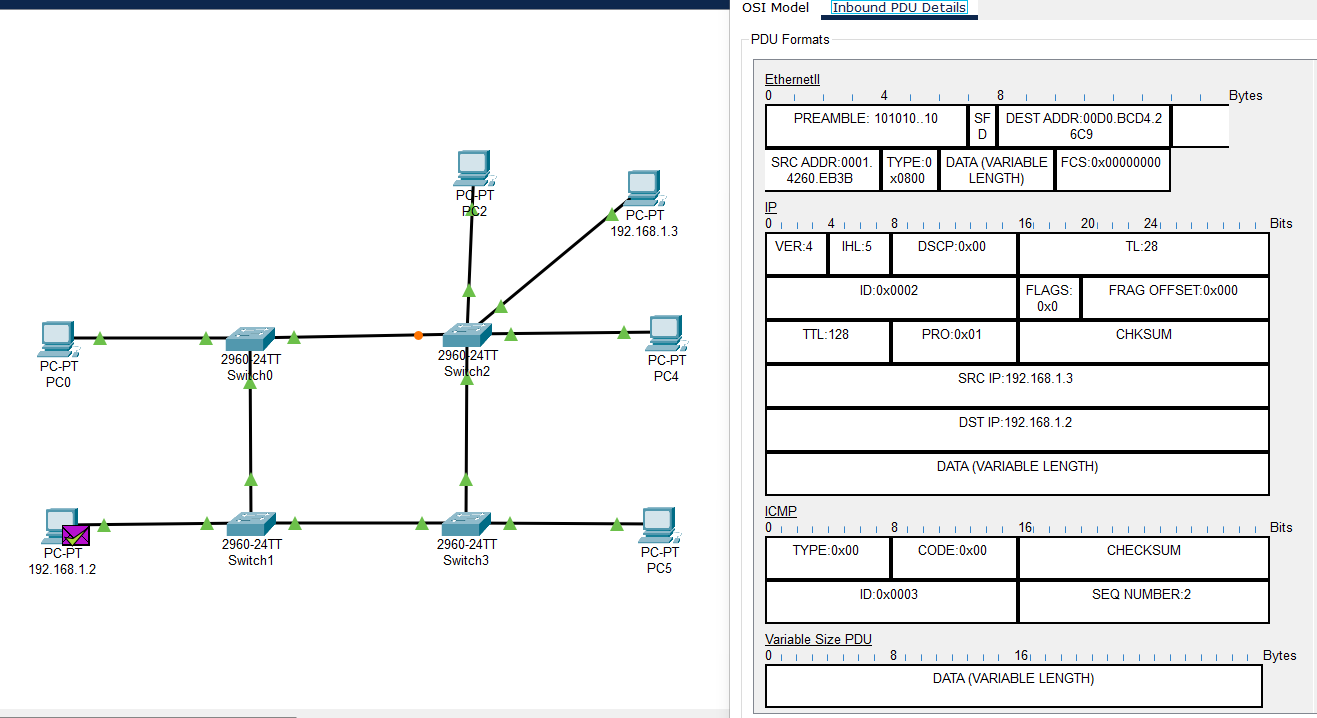 OSI Model Inbound PDU Details
PDU Formats
EthernetII
0 4 8 Bytes
PREAMBLE: 101010..10
SF
D
DEST ADDR:00D0.BCD4.2
6C9
SRC ADDR:0001.
4260.EB3B
TYPE:0
x0800
DATA (VARIABLE
LENGTH)
FCS:0x00000000
IP
0 4 8 16 20 24 Bits
VER:4 IHL:5 DSCP:0x00 TL:28
ID:0x0002
FLAGS:
0x0
FRAG OFFSET:0x000
TTL:128 PRO:0x01 CHKSUM
SRC IP:192.168.1.3
DST IP:192.168.1.2
DATA (VARIABLE LENGTH)
ICMP
0 8 16 Bits
TYPE:0x00 CODE:0x00 CHECKSUM
ID:0x0003 SEQ NUMBER:2
Variable Size PDU
0 8 16 Bytes
DATA (VARIABLE LENGTH)
PC-PT
PC2
PC-PT
192.168.1.3
PC-PT
PC0
2960-24TT
Switch0
2960-24TT
Switch2
PC-PT
PC4
PC-PT
192.168.1.2
2960-24TT
Switch1
2960-24TT
Switch3
PC-PT
PC5